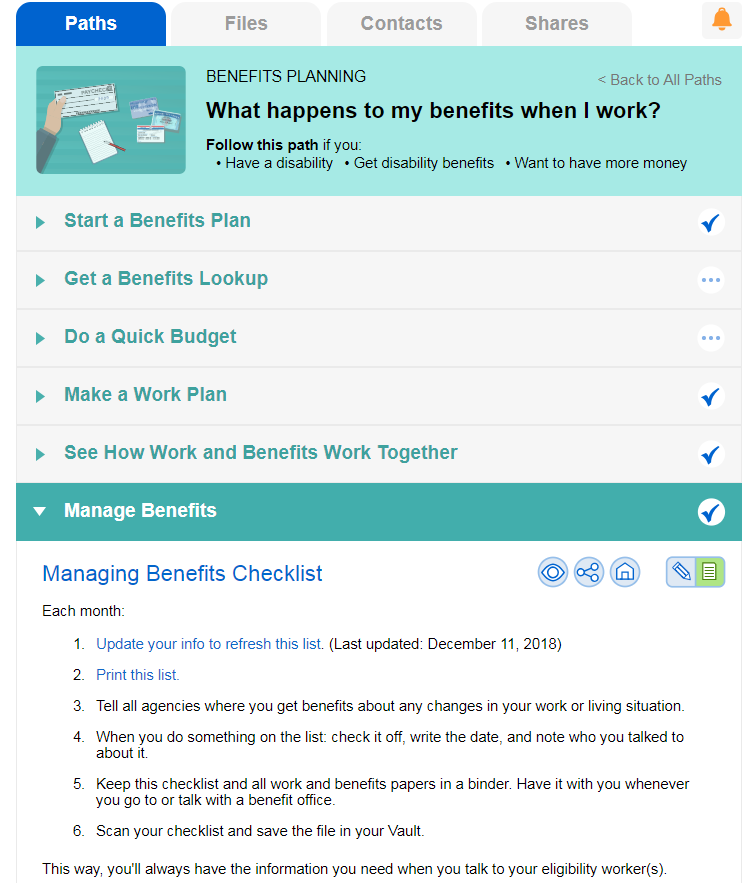 Paths
Files
Contacts
Shares
PAYCHECK
BENEFITS PLANNING
< Back to All Paths
What happens to my benefits when I work?
Follow this path if you:
• Have a disability • Get disability benefits • Want to have more money
Start a Benefits Plan
Get a Benefits Lookup
Do a Quick Budget
Make a Work Plan
See How Work and Benefits Work Together
Manage Benefits
Managing Benefits Checklist
Each month:
1. Update your info to refresh this list. (Last updated: December 11, 2018)
2. Print this list.
3. Tell all agencies where you get benefits about any changes in your work or living situation.
4. When you do something on the list: check it off, write the date, and note who you talked to
about it.
5. Keep this checklist and all work and benefits papers in a binder. Have it with you whenever
you go to or talk with a benefit office.
6. Scan your checklist and save the file in your Vault.
This way, you'll always have the information you need when you talk to your eligibility worker(s).